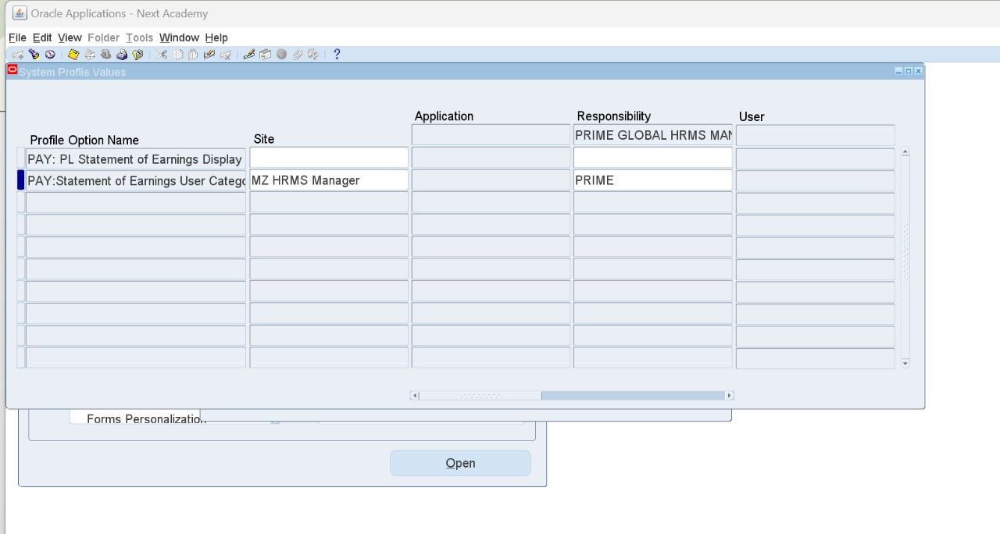 Oracle Applications - Next Academy
File Edit View Folder Tools Window Help
?
System Profile Values
Application Responsibility User
Profile Option Name Site PRIME GLOBAL HRMS MAN
PAY: PL Statement of Earnings Display
PAY:Statement of Earnings User Catego MZ HRMS Manager PRIME
Forms Personalization
Open